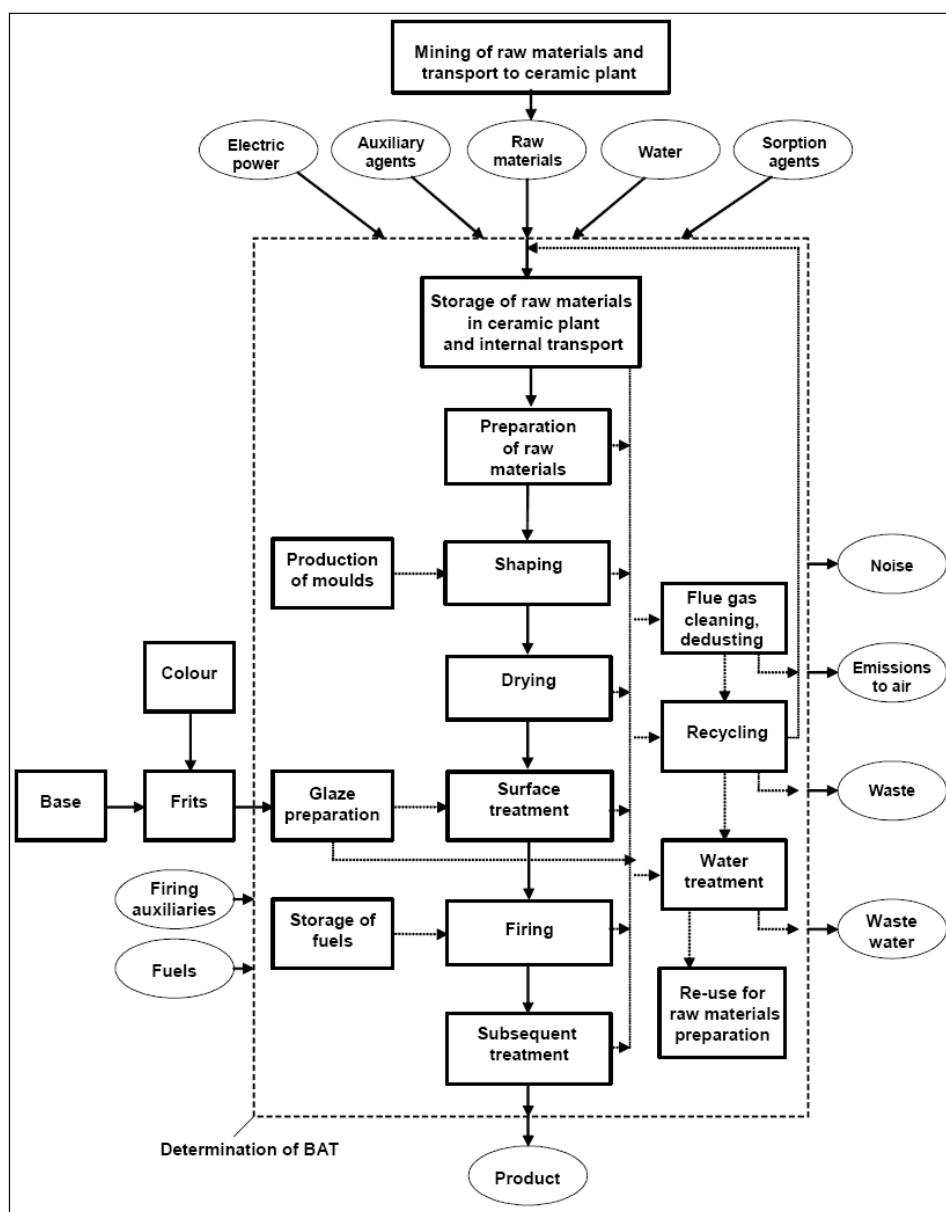 Mining of raw materials and
transport to ceramic plant
Electric
power
Auxiliary
agents
Raw
materials
Water
Sorption
agents
Storage of raw materials
in ceramic plant
and internal transport
Preparation
of raw
materials
Production
of moulds
Shaping
Noise
Flue gas
cleaning,
dedusting
Colour
Drying
Emissions
to air
Recycling
Base
Frits
Glaze
preparation
Surface
treatment
Waste
Water
treatment
Firing
auxiliaries
Storage of
fuels
Firing
Waste
water
Fuels
Re-use for
raw materials
preparation
Subsequent
treatment
Determination of BAT
Product